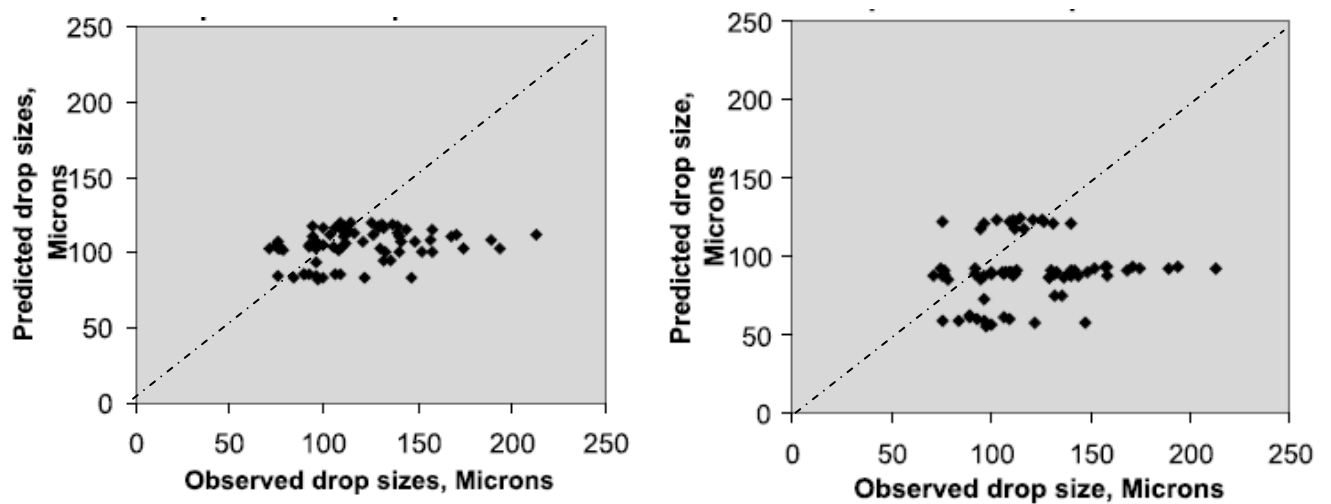 250
200
150
100
50
0
0 50 100 150 200 250
Predicted drop sizes,
Microns
Observed drop sizes, Microns
250
200
150
100
50
0
0 50 100 150 200 250
Predicted drop size,
Microns
Observed drop size, Microns